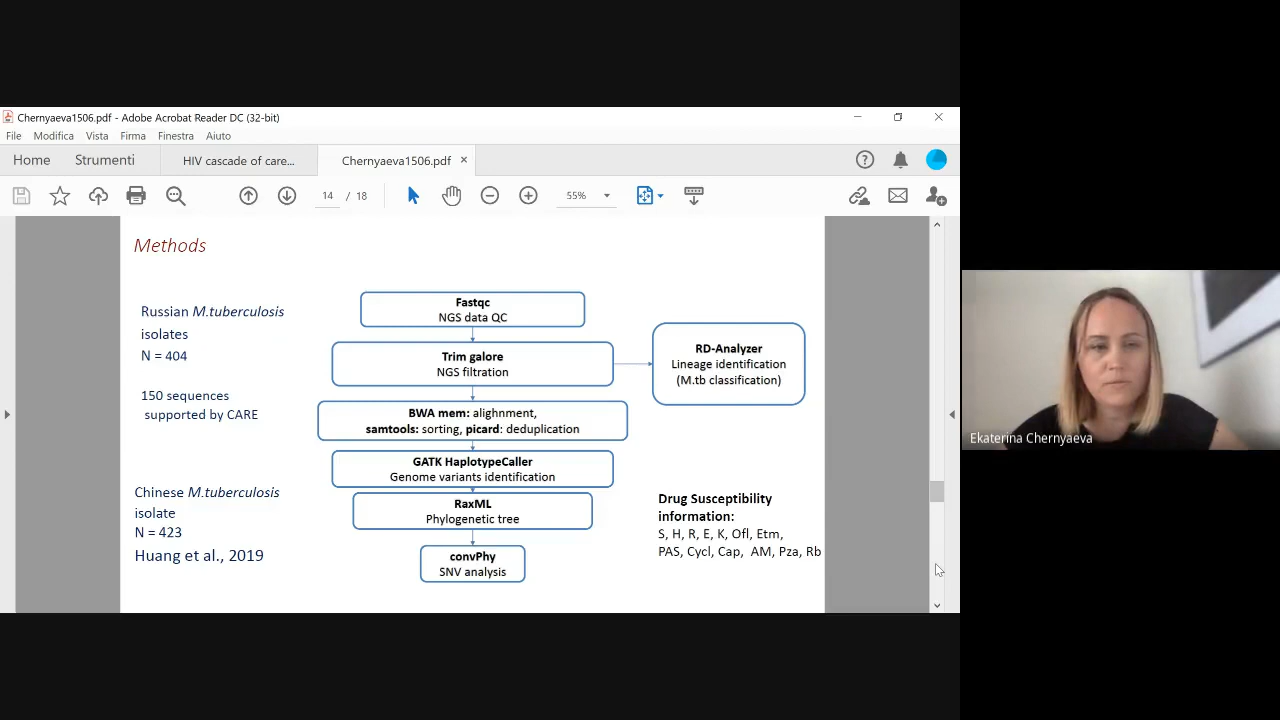 Chernyaeva1506.pdf - Adobe Acrobat Reader DC (32-bit)
File Modifica Vista Firma Finestra Aiuto
Home Strumenti HIV cascade of care... Chernyaeva1506.pdf ×
14 / 18 55%
Methods
Russian M.tuberculosis
isolates
N = 404
150 sequences
supported by CARE
Chinese M.tuberculosis
isolate
N = 423
Huang et al., 2019
Fastqc
NGS data QC
Trim galore
NGS filtration
BWA mem: alighnment,
samtools: sorting, picard: deduplication
GATK HaplotypeCaller
Genome variants identification
RaxML
Phylogenetic tree
convPhy
SNV analysis
RD-Analyzer
Lineage identification
(M.tb classification)
Drug Susceptibility
information:
S, H, R, E, K, Ofl, Etm,
PAS, Cycl, Cap, AM, Pza, Rb
Ekaterina Chernyaeva